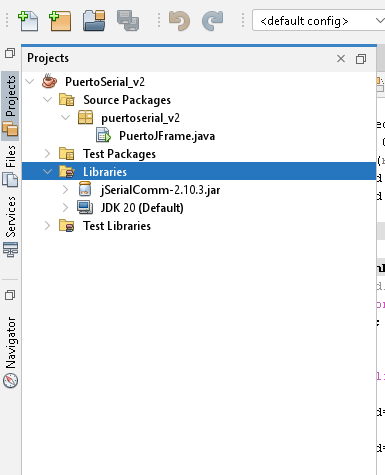 <default config>
Projects
PuertoSerial_v2
Source Packages
puertoserial_v2
PuertoJFrame.java
Test Packages
Libraries
jSerialComm-2.10.3.jar
JDK 20 (Default)
Test Libraries
Projects
Files
Services
Navigator